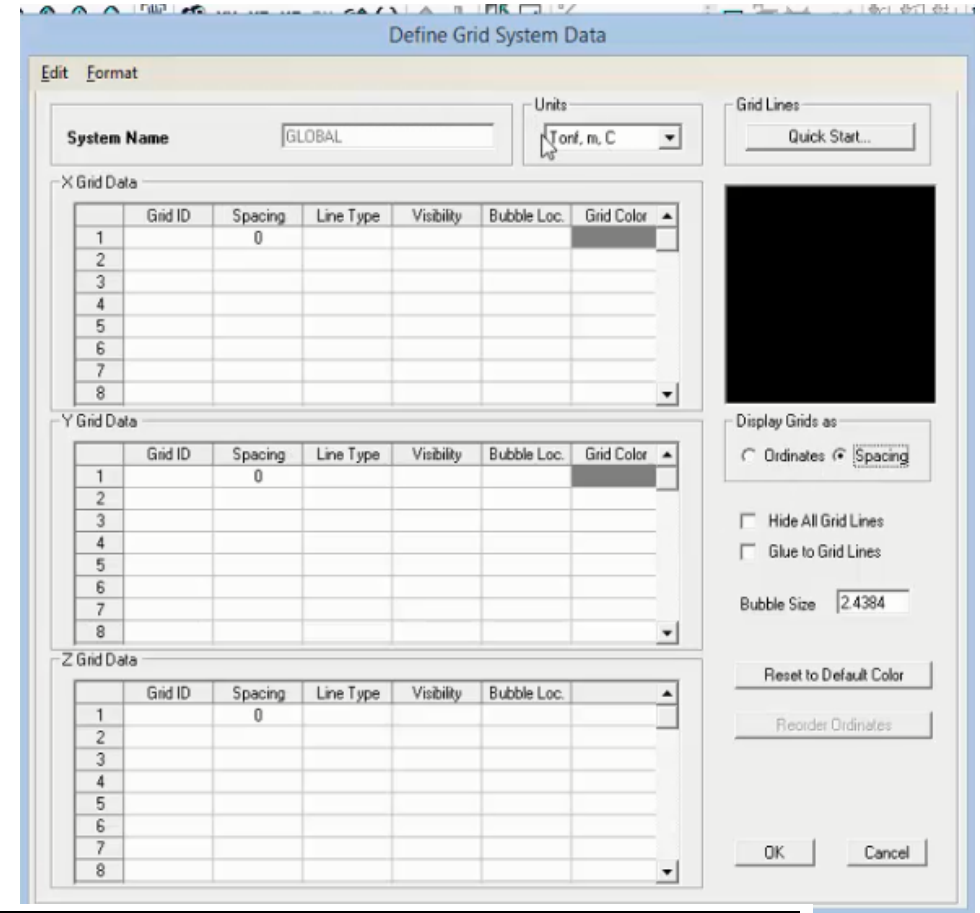 Define Grid System Data
Edit Format
System Name GLOBAL
Units
Tonf, m, C
Grid Lines
Quick Start...
X Grid Data
Grid ID Spacing Line Type Visibility Bubble Loc. Grid Color
1 0
2
3
4
5
6
7
8
Y Grid Data
Grid ID Spacing Line Type Visibility Bubble Loc. Grid Color
1 0
2
3
4
5
6
7
8
Z Grid Data
Grid ID Spacing Line Type Visibility Bubble Loc.
1 0
2
3
4
5
6
7
8
Display Grids as
Ordinates Spacing
Hide All Grid Lines
Glue to Grid Lines
Bubble Size 2.4384
Reset to Default Color
Reorder Ordinates
OK Cancel